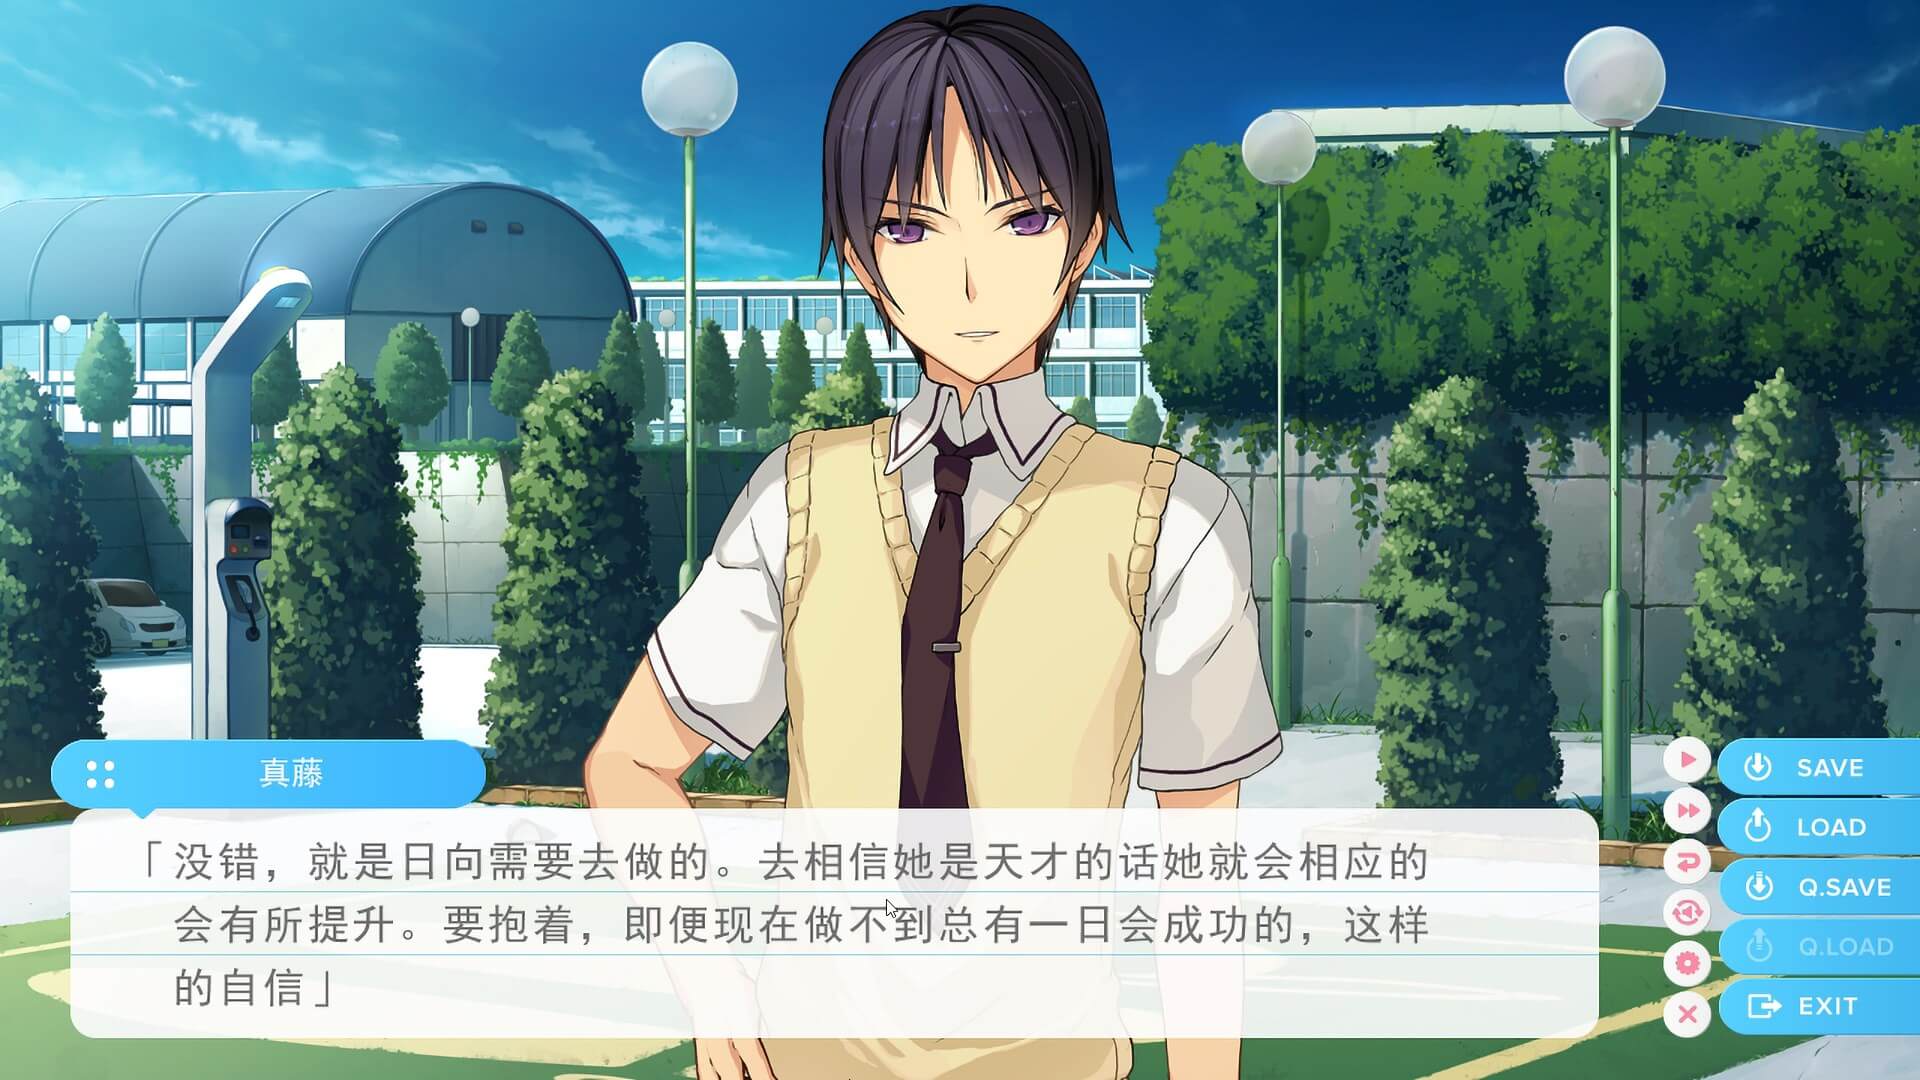 真藤
「没错，就是日向需要去做的。去相信她是天才的话她就会相应的
会有所提升。要抱着，即便现在做不到总有一日会成功的，这样
的自信」
SAVE
LOAD
Q.SAVE
Q.LOAD
EXIT